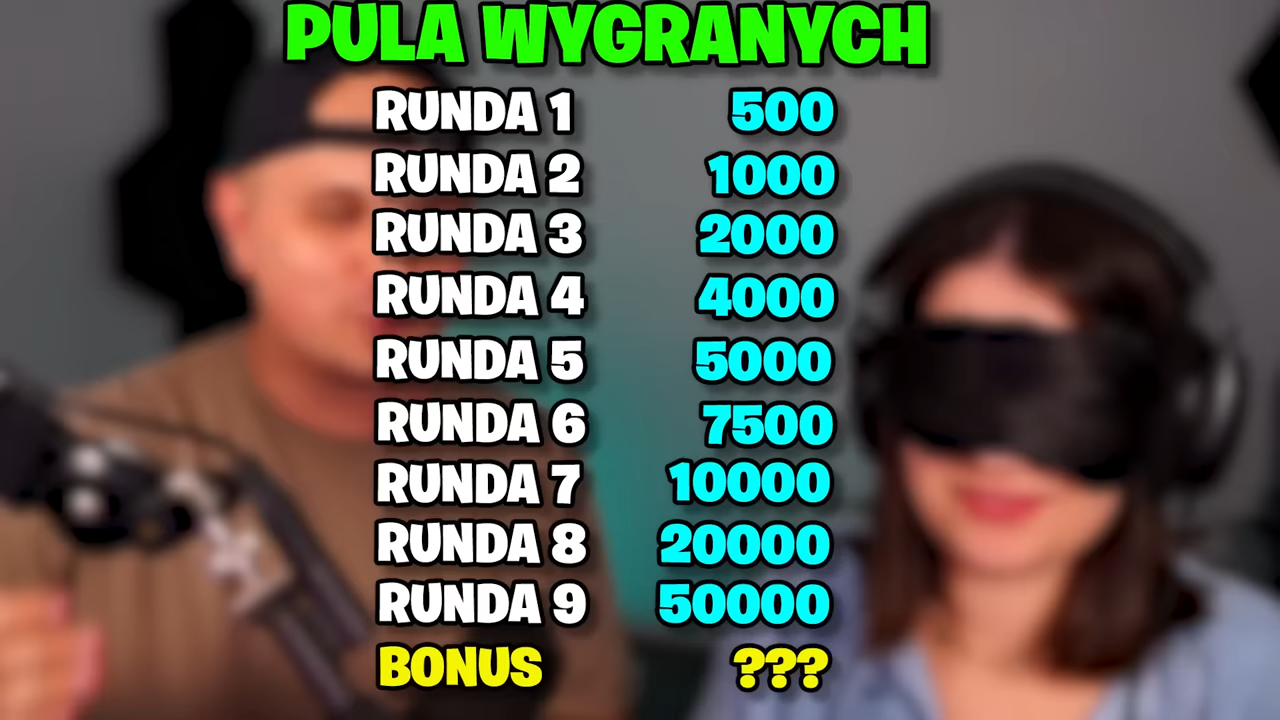 PULA WYGRANYCH
RUNDA 1 500
RUNDA 2 1000
RUNDA 3 2000
RUNDA 4 4000
RUNDA 5 5000
RUNDA 6 7500
RUNDA 7 10000
RUNDA 8 20000
RUNDA 9 50000
BONUS ???